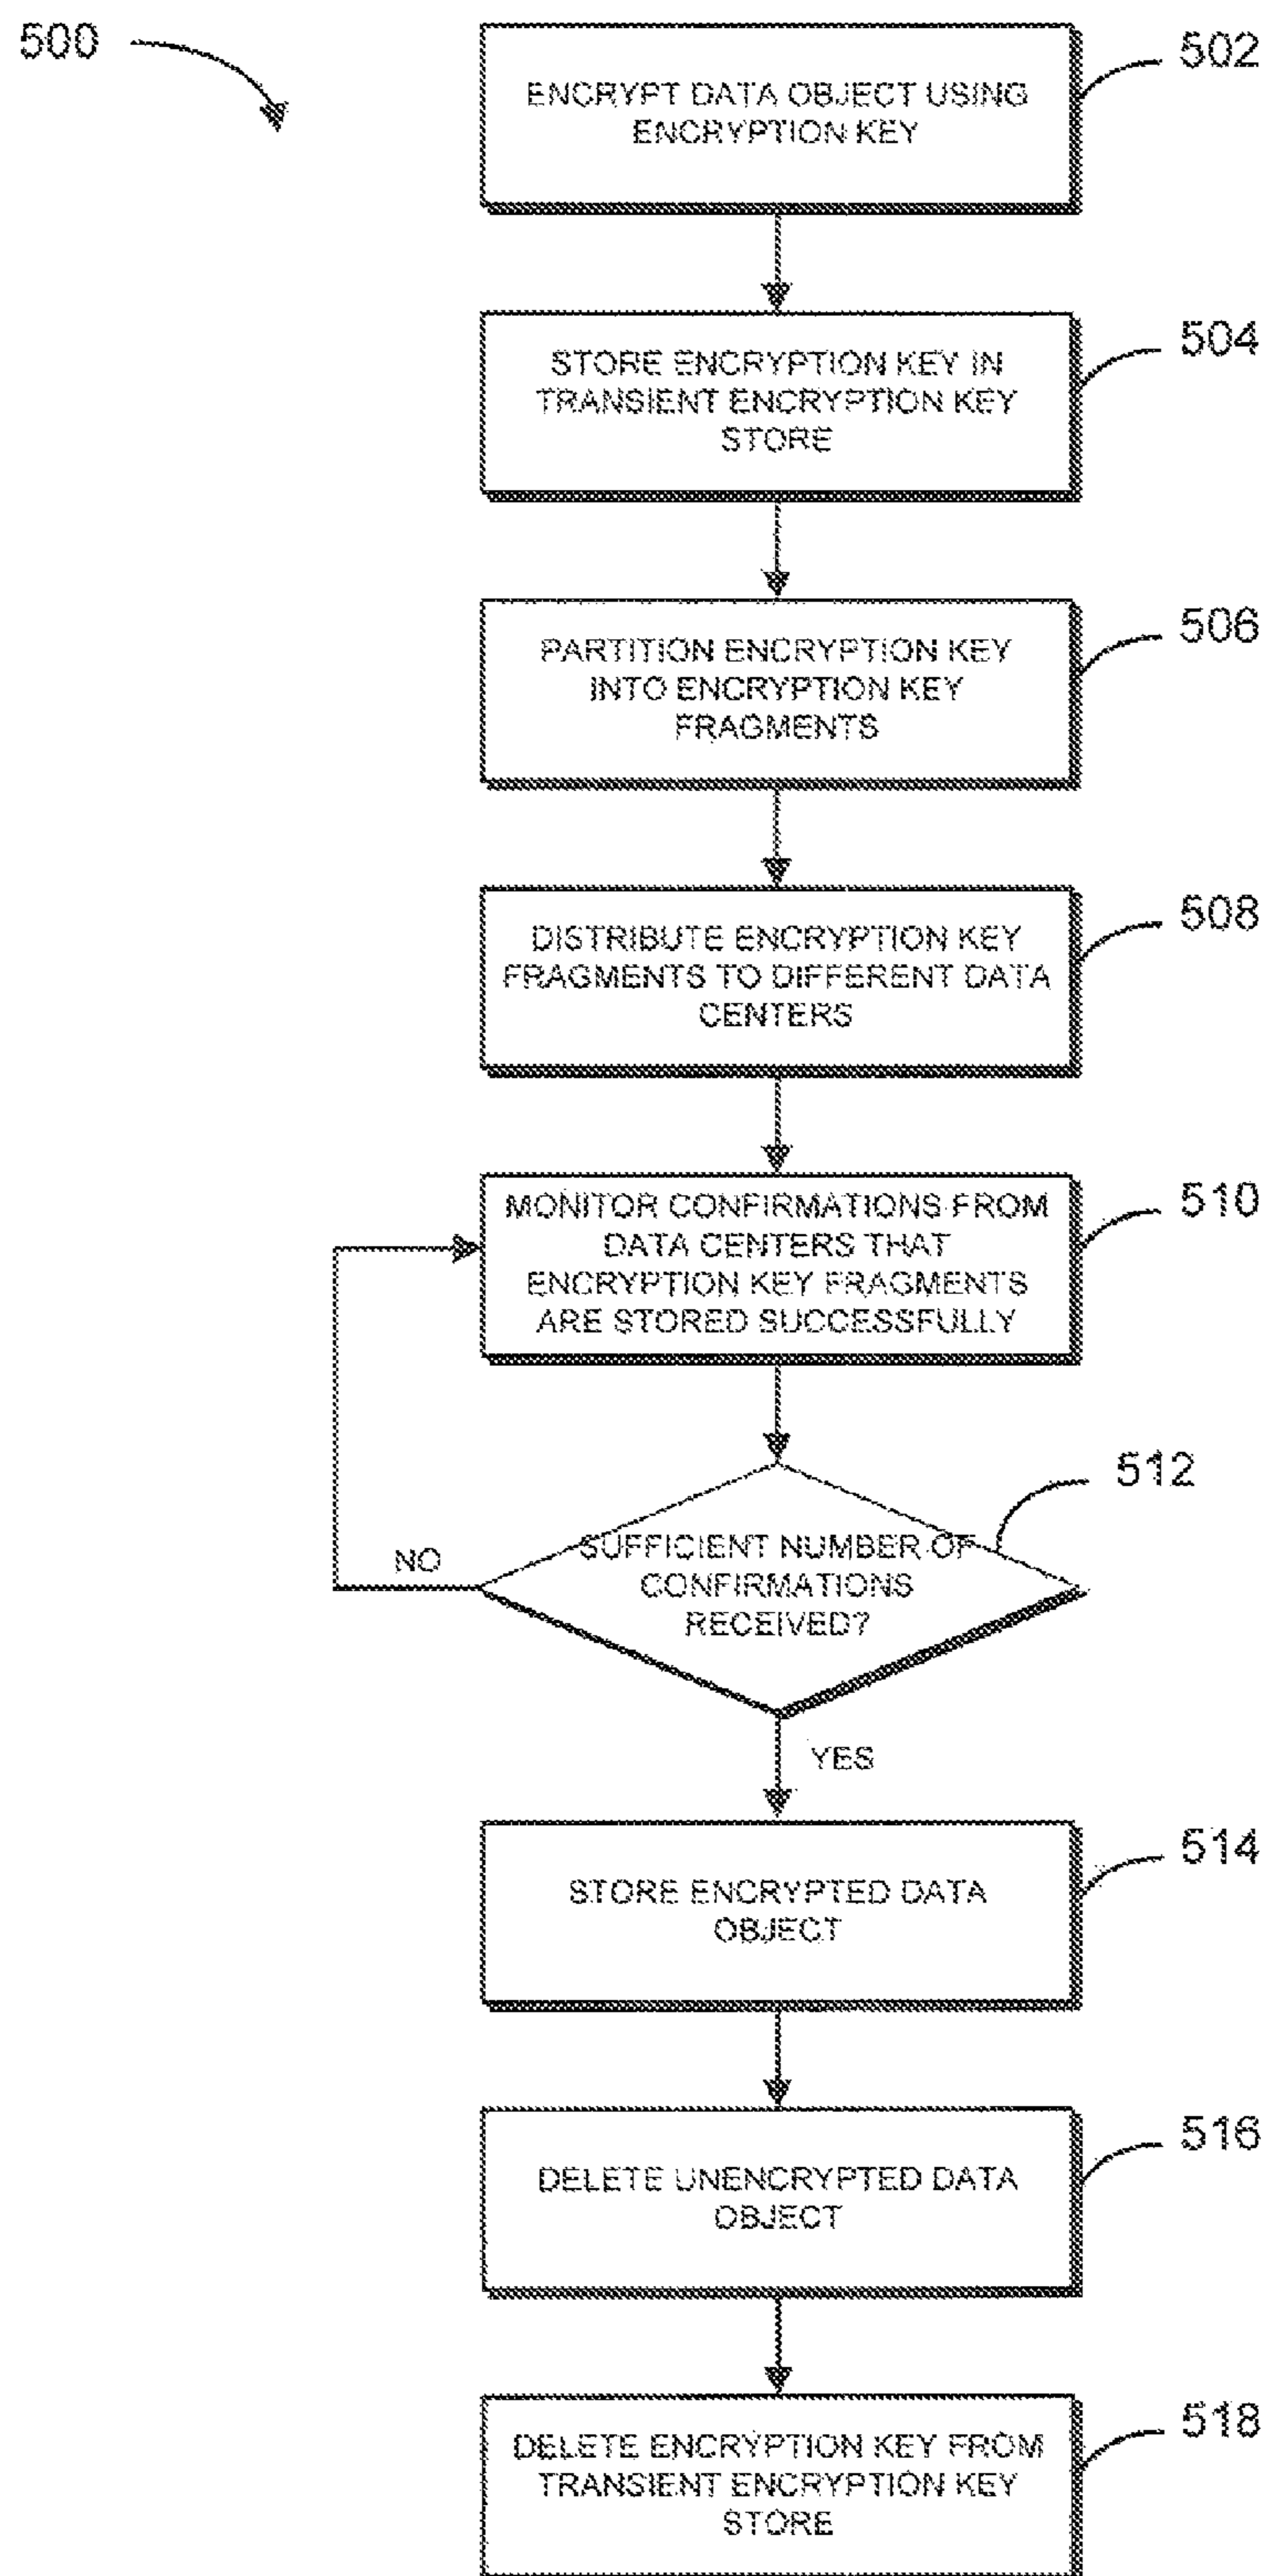 500
502
ENCRYPT DATA OBJECT USING
ENCRYPTION KEY
504
STORE ENCRYPTION KEY IN
TRANSIENT ENCRYPTION KEY
STORE
506
PARTITION ENCRYPTION KEY
INTO ENCRYPTION KEY
FRAGMENTS
508
DISTRIBUTE ENCRYPTION KEY
FRAGMENTS TO DIFFERENT DATA
CENTERS
510
MONITOR CONFIRMATIONS FROM
DATA CENTERS THAT
ENCRYPTION KEY FRAGMENTS
ARE STORED SUCCESSFULLY
512
SUFFICIENT NUMBER OF
CONFIRMATIONS
RECEIVED?
NO
YES
514
STORE ENCRYPTED DATA
OBJECT
516
DELETE UNENCRYPTED DATA
OBJECT
518
DELETE ENCRYPTION KEY FROM
TRANSIENT ENCRYPTION KEY
STORE